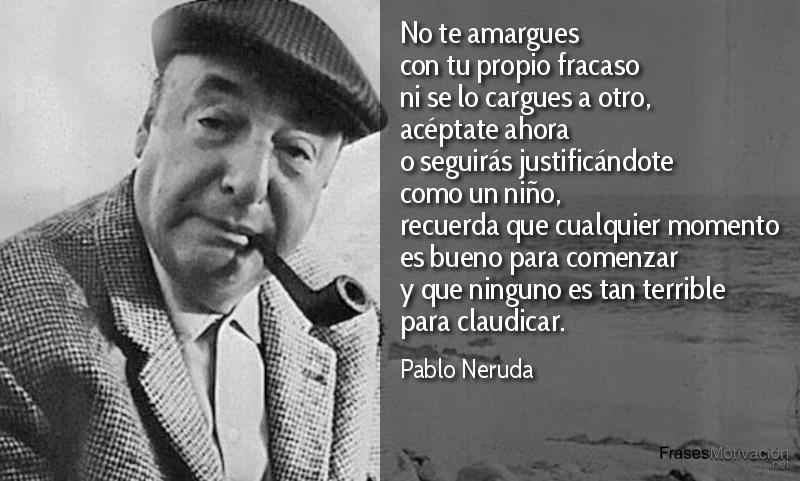 No te amargues
con tu propio fracaso
ni se lo cargues a otro,
acéptate ahora
o seguirás justificándote
como un niño,
recuerda que cualquier momento
es bueno para comenzar
y que ninguno es tan terrible
para claudicar.
Pablo Neruda
FrasesMotivación
.net